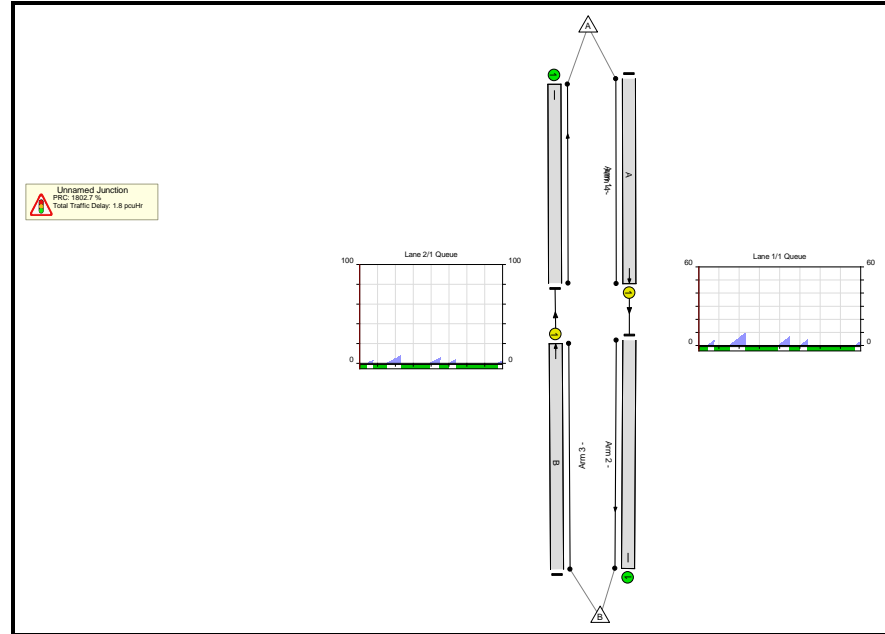 A
Unnamed Junction
PRC: 1802.7 %
Total Traffic Delay: 1.8 pcuHr
A
Lane 2/1 Queue
100
100
0
0
Lane 1/1 Queue
60
60
0
0
B
Arm 3 -
Arm 2 -
B